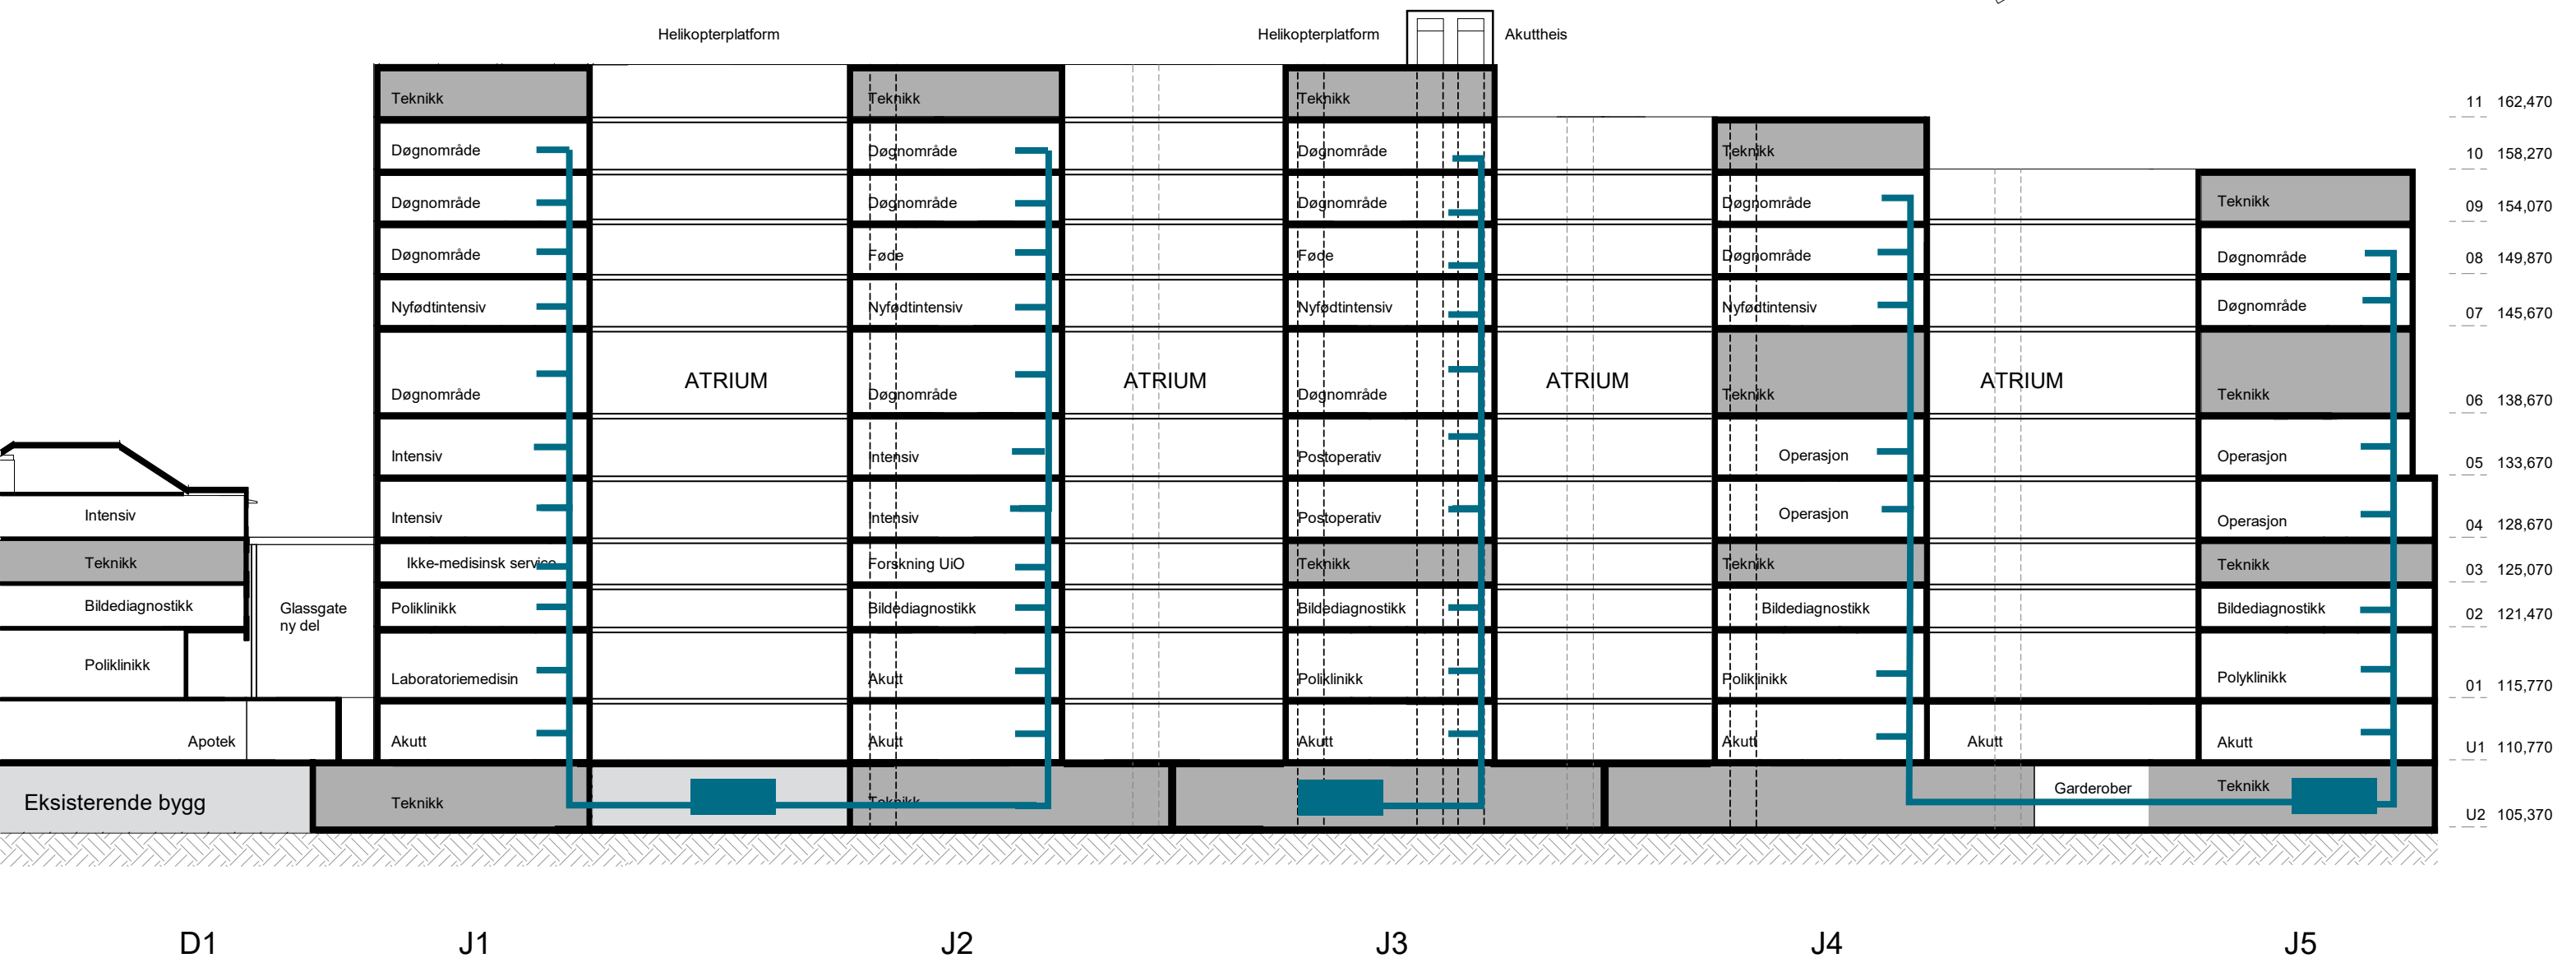 Helikopterplatform
Helikopterplatform
Akuttheis
Teknikk
Teknikk
Teknikk
11 162,470
Døgnområde
Døgnområde
Døgnområde
Teknikk
10 158,270
Døgnområde
Døgnområde
Døgnområde
Døgnområde
Teknikk
09 154,070
Døgnområde
Føde
Føde
Døgnområde
Døgnområde
08 149,870
Nyfødtintensiv
Nyfødtintensiv
Nyfødtintensiv
Nyfødtintensiv
Døgnområde
07 145,670
ATRIUM
ATRIUM
ATRIUM
ATRIUM
Døgnområde
Døgnområde
Døgnområde
Teknikk
Teknikk
06 138,670
Intensiv
Intensiv
Postoperativ
Operasjon
Operasjon
05 133,670
Intensiv
Intensiv
Intensiv
Postoperativ
Operasjon
Operasjon
04 128,670
Teknikk
Ikke-medisinsk service
Forskning UiO
Teknikk
Teknikk
Teknikk
03 125,070
Bildediagnostikk
Glassgate
ny del
Poliklinikk
Bildediagnostikk
Bildediagnostikk
Bildediagnostikk
Bildediagnostikk
02 121,470
Poliklinikk
Laboratoriemedisin
Akutt
Poliklinikk
Poliklinikk
Polyklinikk
01 115,770
Apotek
Akutt
Akutt
Akutt
Akutt
Akutt
Akutt
U1 110,770
Eksisterende bygg
Teknikk
Teknikk
Garderober
Teknikk
U2 105,370
D1
J1
J2
J3
J4
J5